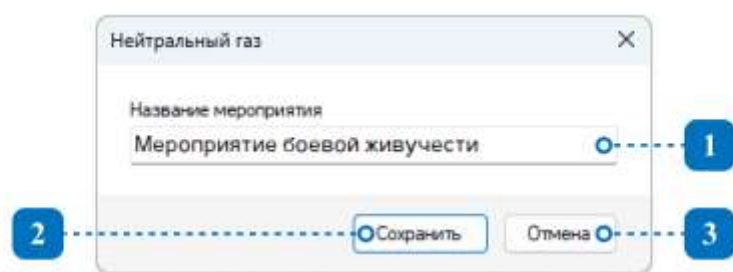 Нейтральный газ
Название мероприятия
Мероприятие боевой живучести
1
2
Сохранить
Отмена
3